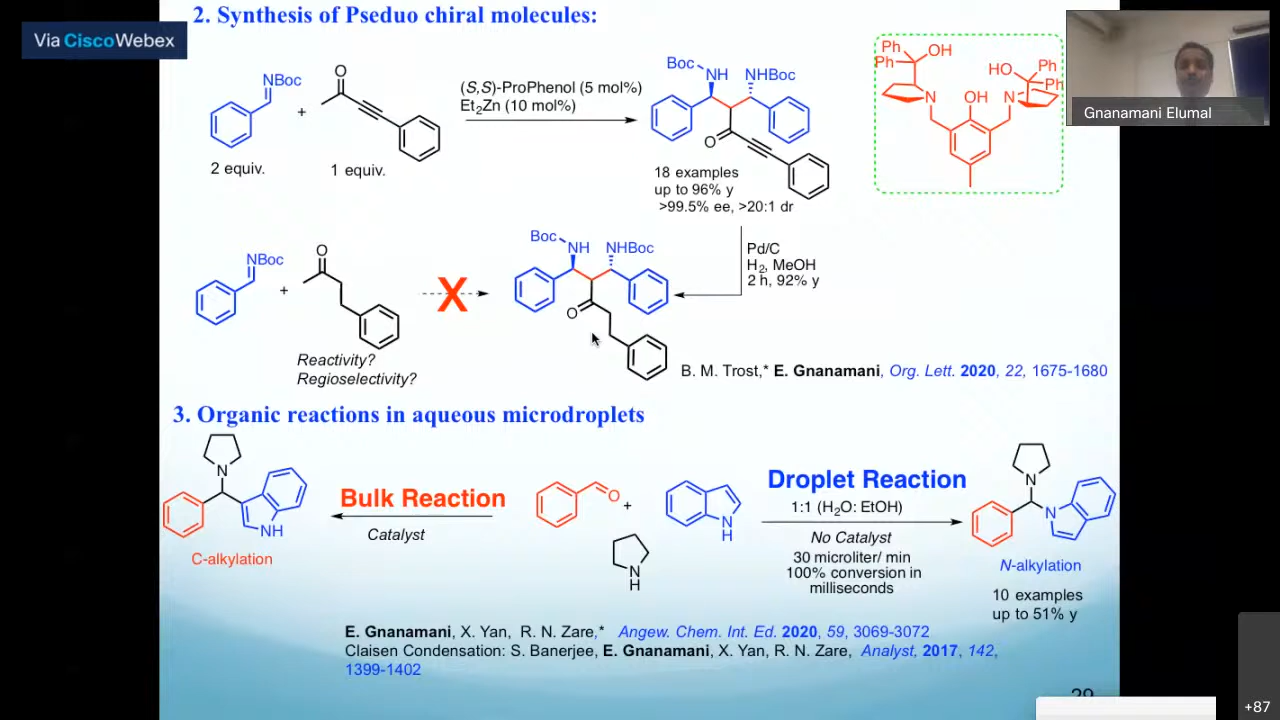 2. Synthesis of Pseduo chiral molecules:
Via CiscoWebex
NBoc
O
+
2 equiv.
1 equiv.
(S,S)-ProPhenol (5 mol%)
Et2Zn (10 mol%)
Boc
NH
NHBoc
O
18 examples
up to 96% y
>99.5% ee, >20:1 dr
Ph
Ph
OH
HO
Ph
Ph
N
OH
N
Gnanamani Elumal
NBoc
O
+
X
Reactivity?
Regioselectivity?
Boc
NH
NHBoc
O
Pd/C
H2, MeOH
2 h, 92% y
B. M. Trost,* E. Gnanamani, Org. Lett. 2020, 22, 1675-1680
3. Organic reactions in aqueous microdroplets
N
NH
C-alkylation
Bulk Reaction
Catalyst
O
+
N
H
N
H
Droplet Reaction
1:1 (H2O: EtOH)
No Catalyst
30 microliter/ min
100% conversion in
milliseconds
N
N
N-alkylation
10 examples
up to 51% y
E. Gnanamani, X. Yan, R. N. Zare,* Angew. Chem. Int. Ed. 2020, 59, 3069-3072
Claisen Condensation: S. Banerjee, E. Gnanamani, X. Yan, R. N. Zare, Analyst, 2017, 142,
1399-1402
+87